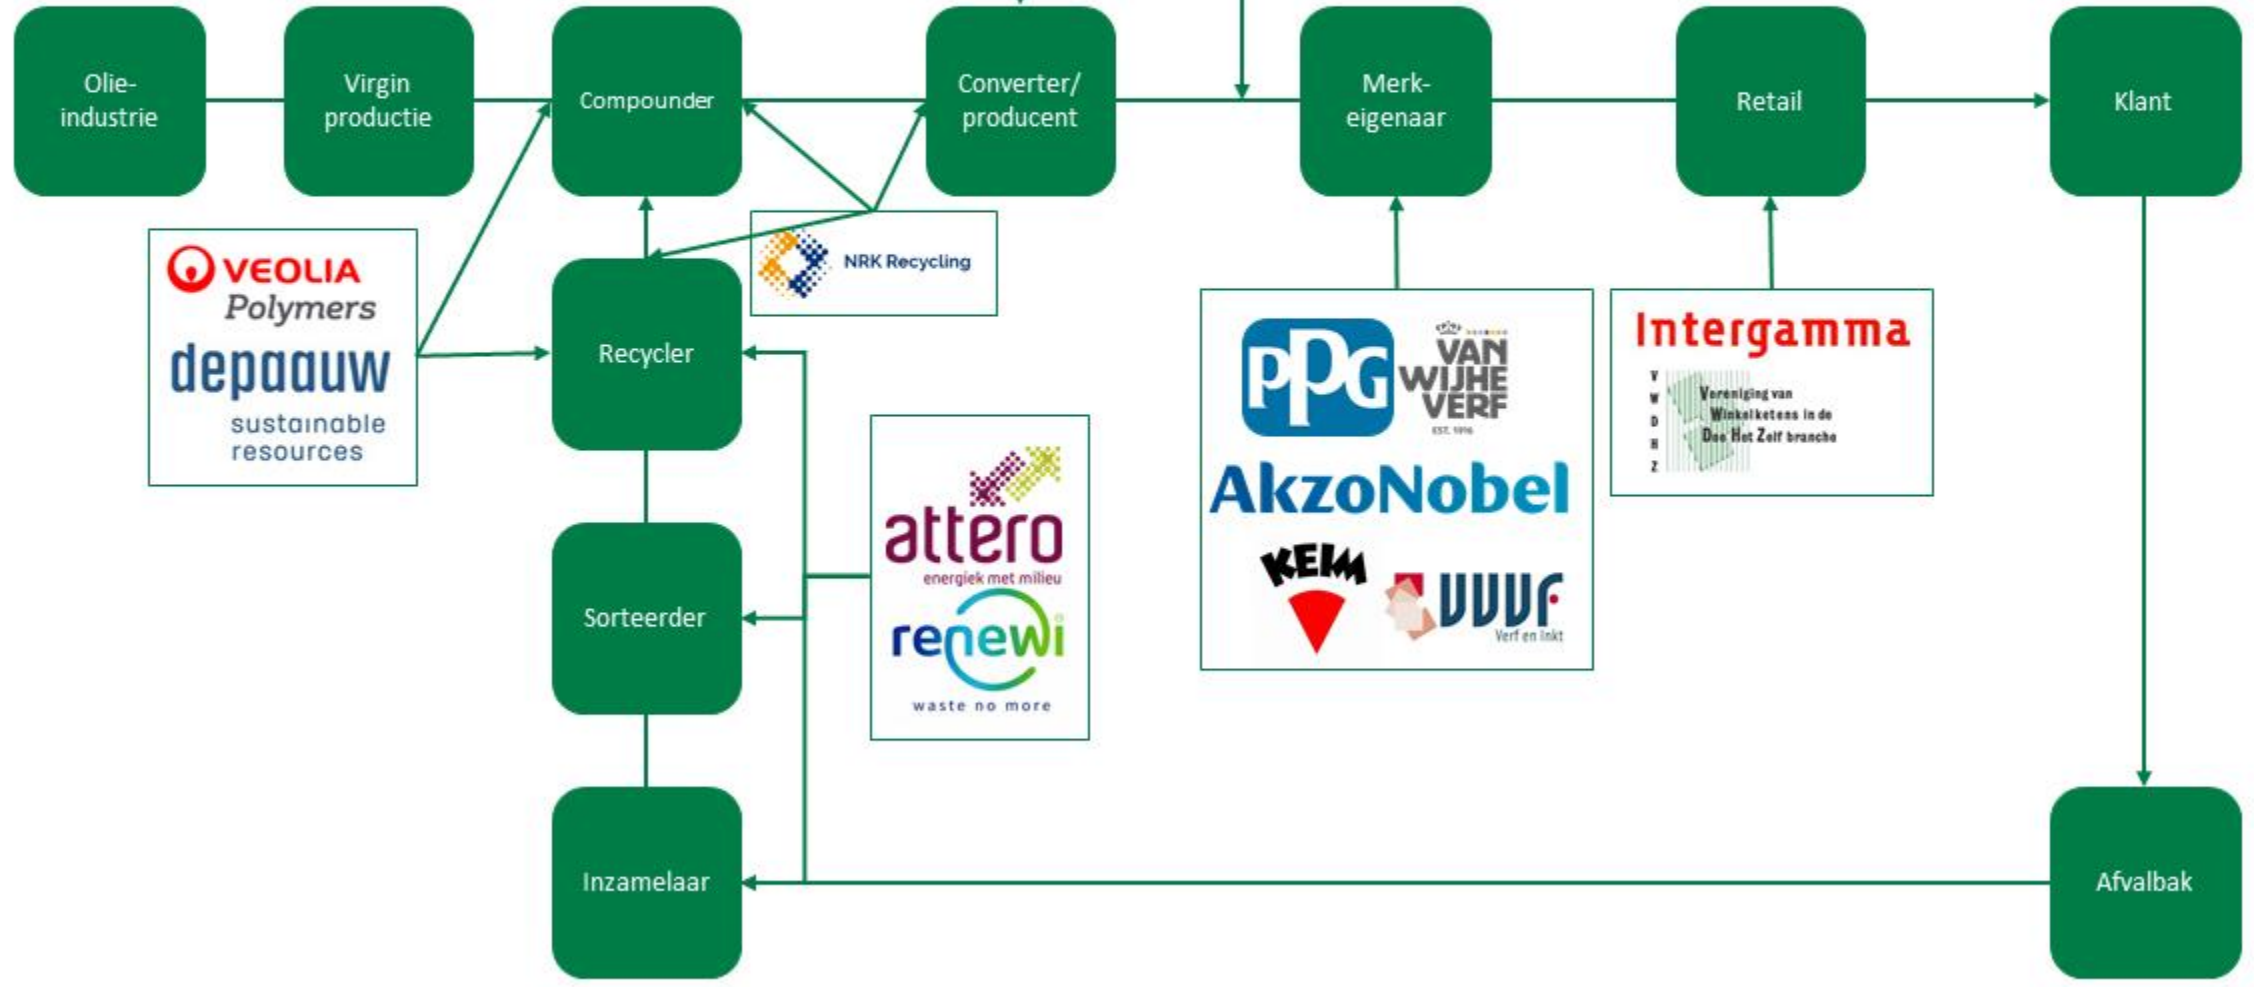 Olie-
industrie
Virgin
productie
Compounder
Converter/
producent
Merk-
eigenaar
Retail
Klant
VEOLIA
Polymers
depaauw
sustainable
resources
NRK Recycling
Recycler
attero
energiek met milieu
renewi
waste no more
PPG
VAN
WIJHE
VERF
EST. 1916
AkzoNobel
KEIM
VVVF
Verf en Inkt
Intergamma
V
W
D
H
Z
Vereniging van
Winkelketens in de
Doe Het Zelf branche
Sorteerder
Inzamelaar
Afvalbak